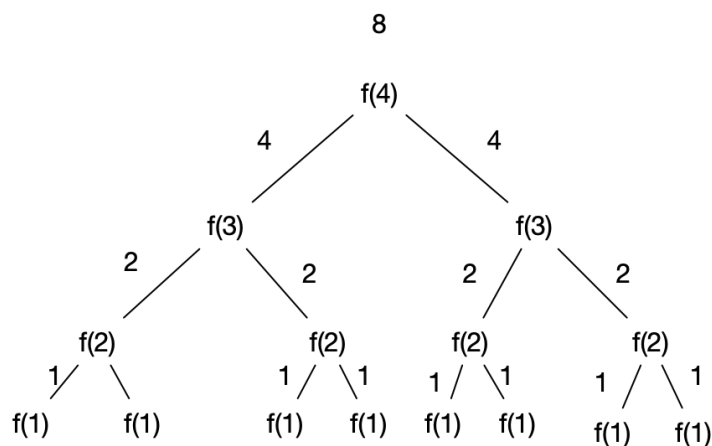 8
f(4)
4 4
f(3) f(3)
2 2 2 2
f(2) f(2) f(2) f(2)
1 1 1 1 1 1 1
f(1) f(1) f(1) f(1) f(1) f(1) f(1) f(1)